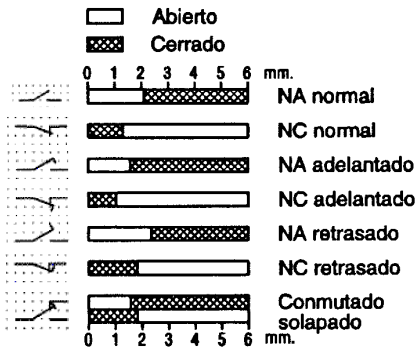 Abierto
Cerrado
0 1 2 3 4 5 6 mm.
NA normal
NC normal
NA adelantado
NC adelantado
NA retrasado
NC retrasado
Conmutado
solapado
0 1 2 3 4 5 6 mm.